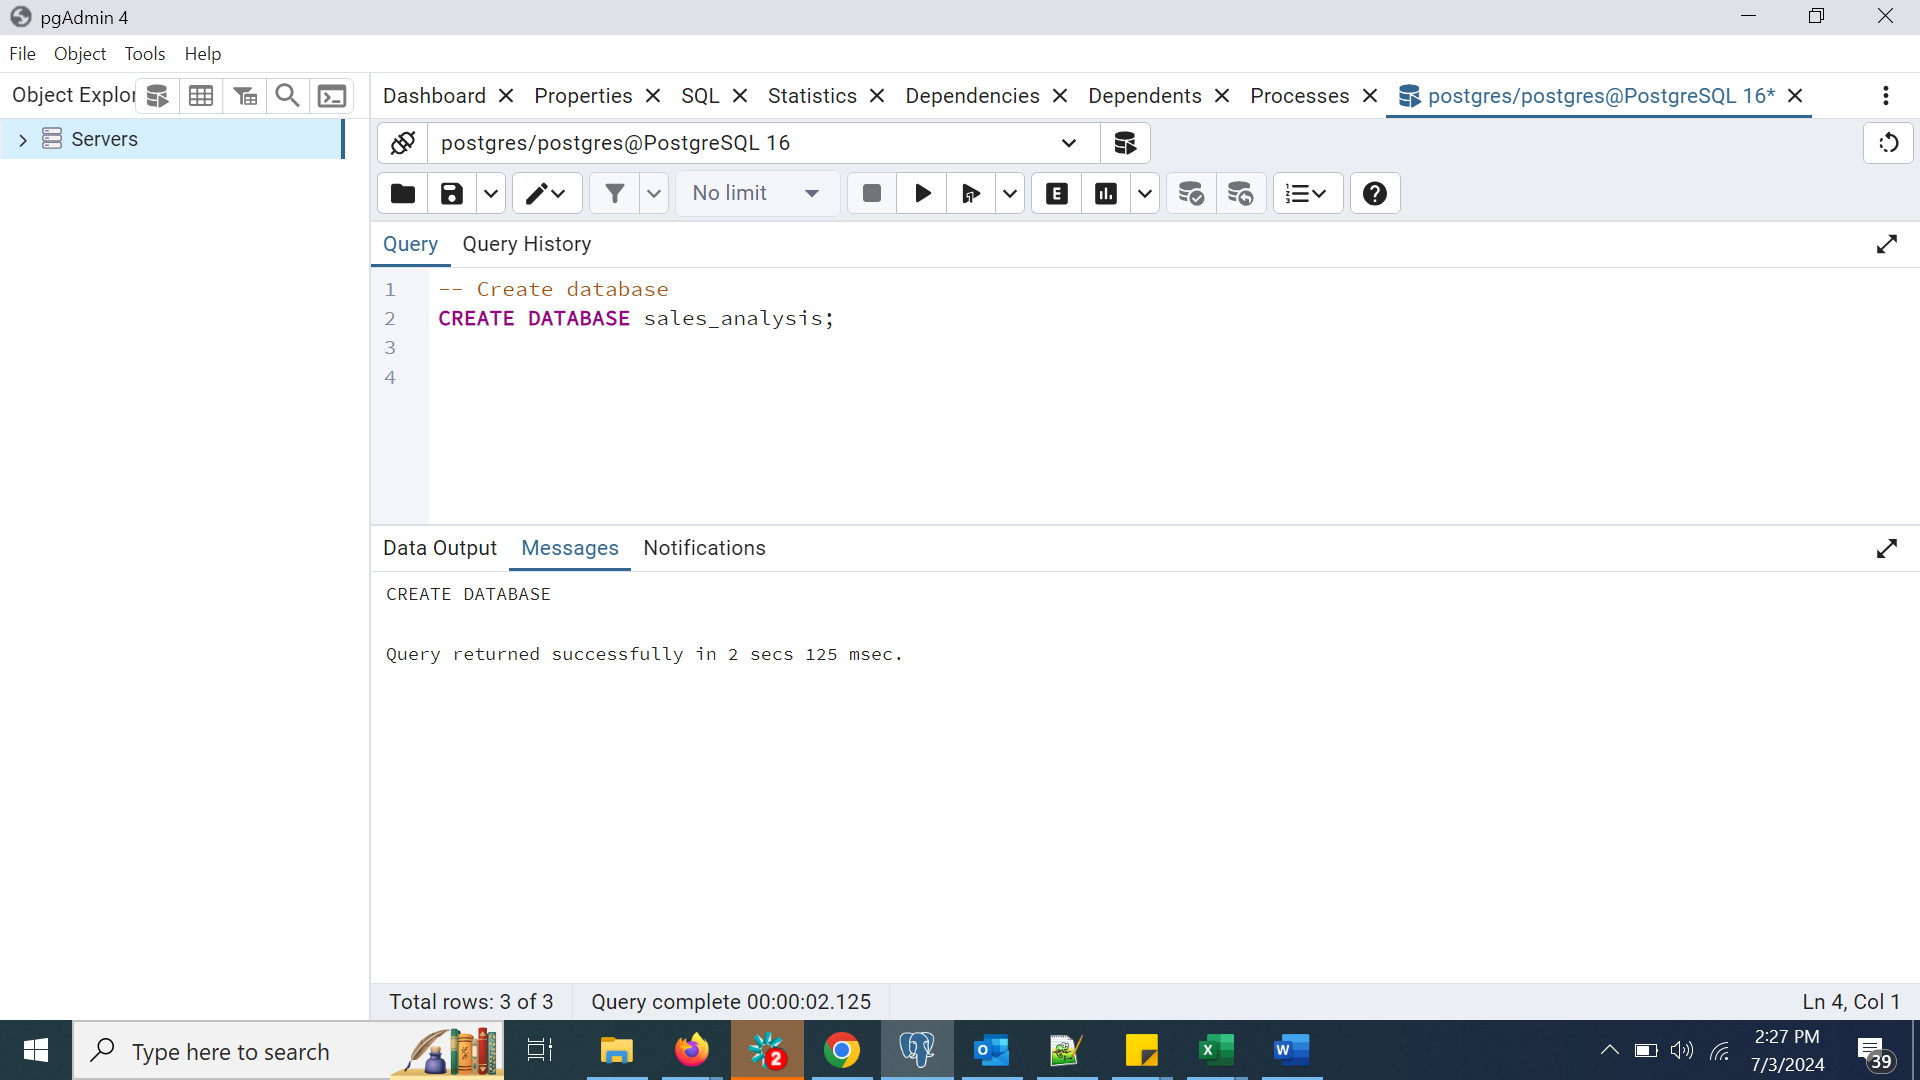 pgAdmin 4
File Object Tools Help
Object Explor
Dashboard Properties SQL Statistics Dependencies Dependents Processes postgres/postgres@PostgreSQL 16*
Servers
postgres/postgres@PostgreSQL 16
No limit
E
Query Query History
1 -- Create database
2 CREATE DATABASE sales_analysis;
3
4
Data Output Messages Notifications
CREATE DATABASE
Query returned successfully in 2 secs 125 msec.
Total rows: 3 of 3 Query complete 00:00:02.125 Ln 4, Col 1
Type here to search
2
2:27 PM
7/3/2024
39